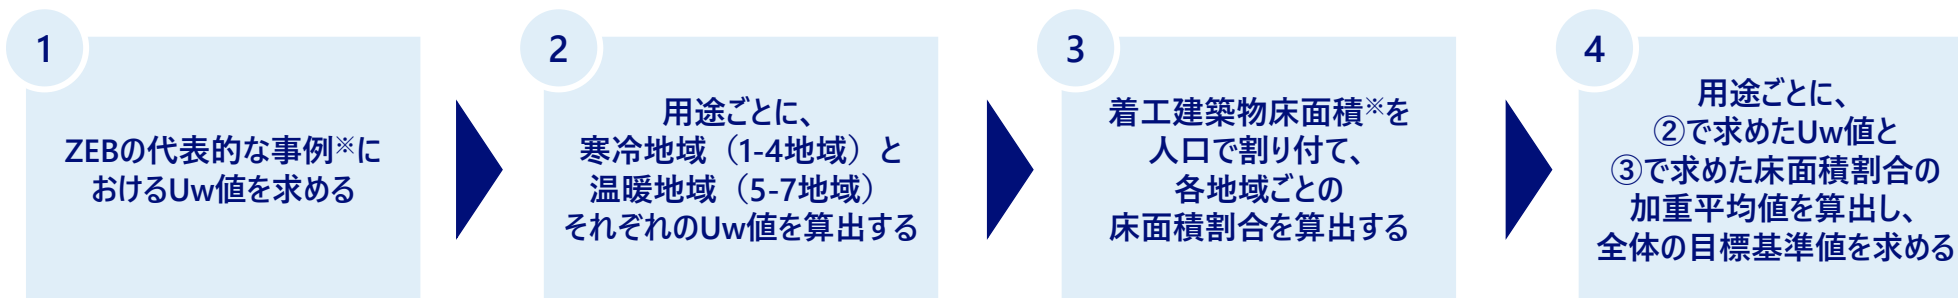 1
ZEBの代表的な事例※に
おけるUw値を求める
2
用途ごとに、
寒冷地域（1-4地域）と
温暖地域（5-7地域）
それぞれのUw値を算出する
3
着工建築物床面積※を
人口で割り付て、
各地域ごとの
床面積割合を算出する
4
用途ごとに、
②で求めたUw値と
③で求めた床面積割合の
加重平均値を算出し、
全体の目標基準値を求める